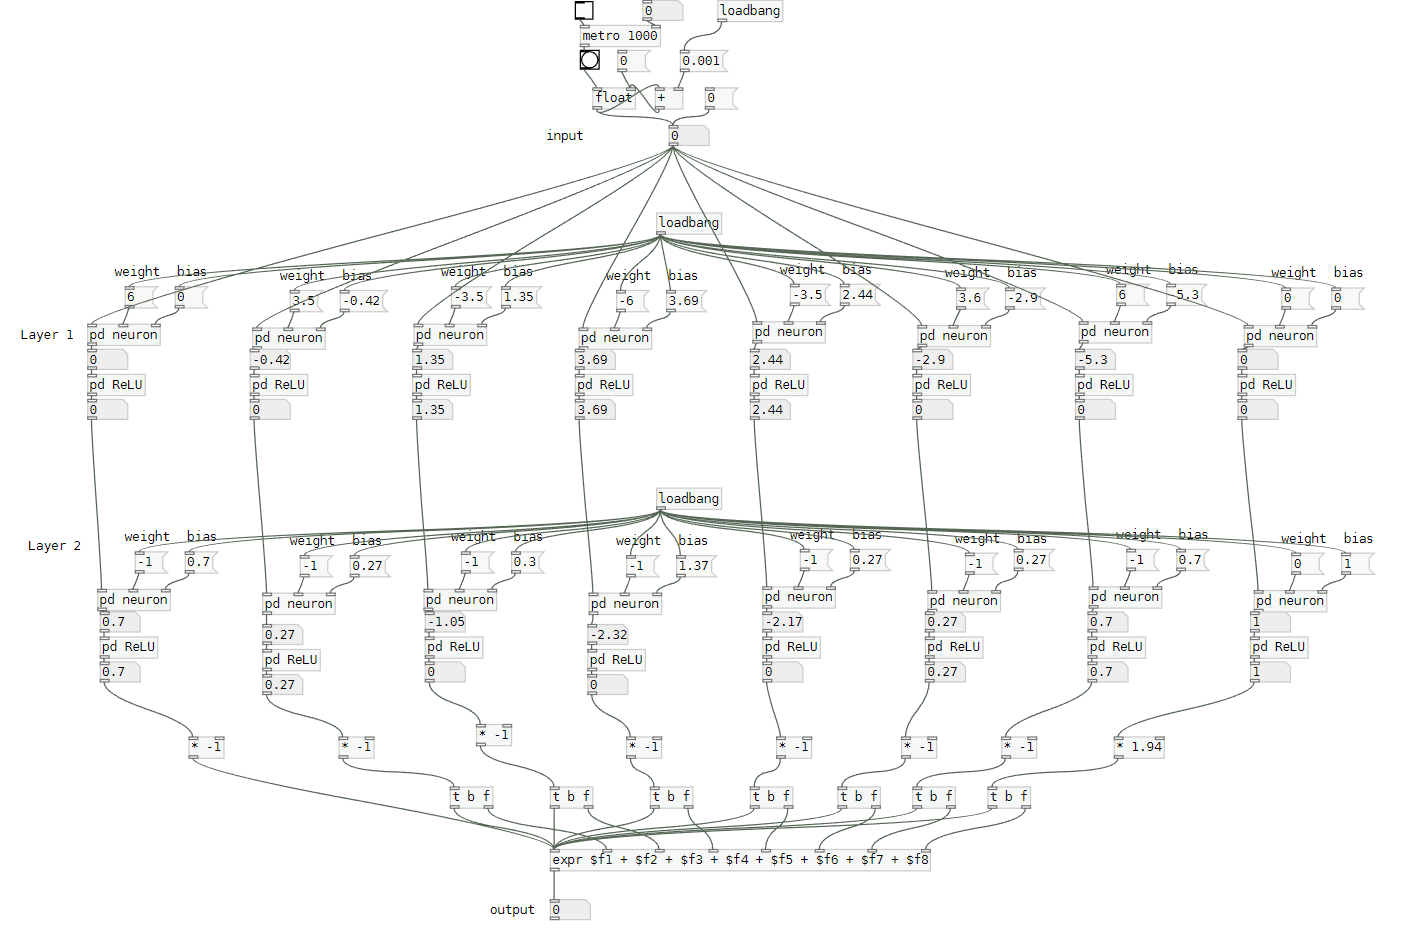 0
loadbang
metro 1000
0
0.001
float
+
0
input
0
loadbang
weight bias weight bias weight bias weight bias weight bias weight bias weight bias weight bias
6 0 3.5 -0.42 -3.5 1.35 -6 3.69 -3.5 2.44 3.6 -2.9 6 -5.3 0 0
Layer 1 pd neuron pd neuron pd neuron pd neuron pd neuron pd neuron pd neuron pd neuron
0 -0.42 1.35 3.69 2.44 -2.9 -5.3 0
pd ReLU pd ReLU pd ReLU pd ReLU pd ReLU pd ReLU pd ReLU pd ReLU
0 0 1.35 3.69 2.44 0 0 0
loadbang
weight bias weight bias weight bias weight bias weight bias weight bias weight bias weight bias
Layer 2
-1 0.7 -1 0.27 -1 0.3 -1 1.37 -1 0.27 -1 0.27 -1 0.7 0 1
pd neuron pd neuron pd neuron pd neuron pd neuron pd neuron pd neuron pd neuron
0.7 0.27 -1.05 -2.32 -2.17 0.27 0.7 1
pd ReLU pd ReLU pd ReLU pd ReLU pd ReLU pd ReLU pd ReLU pd ReLU
0.7 0.27 0 0 0 0.27 0.7 1
* -1 * -1 * -1 * -1 * -1 * -1 * -1 * 1.94
t b f t b f t b f t b f t b f t b f t b f
expr $f1 + $f2 + $f3 + $f4 + $f5 + $f6 + $f7 + $f8
output 0